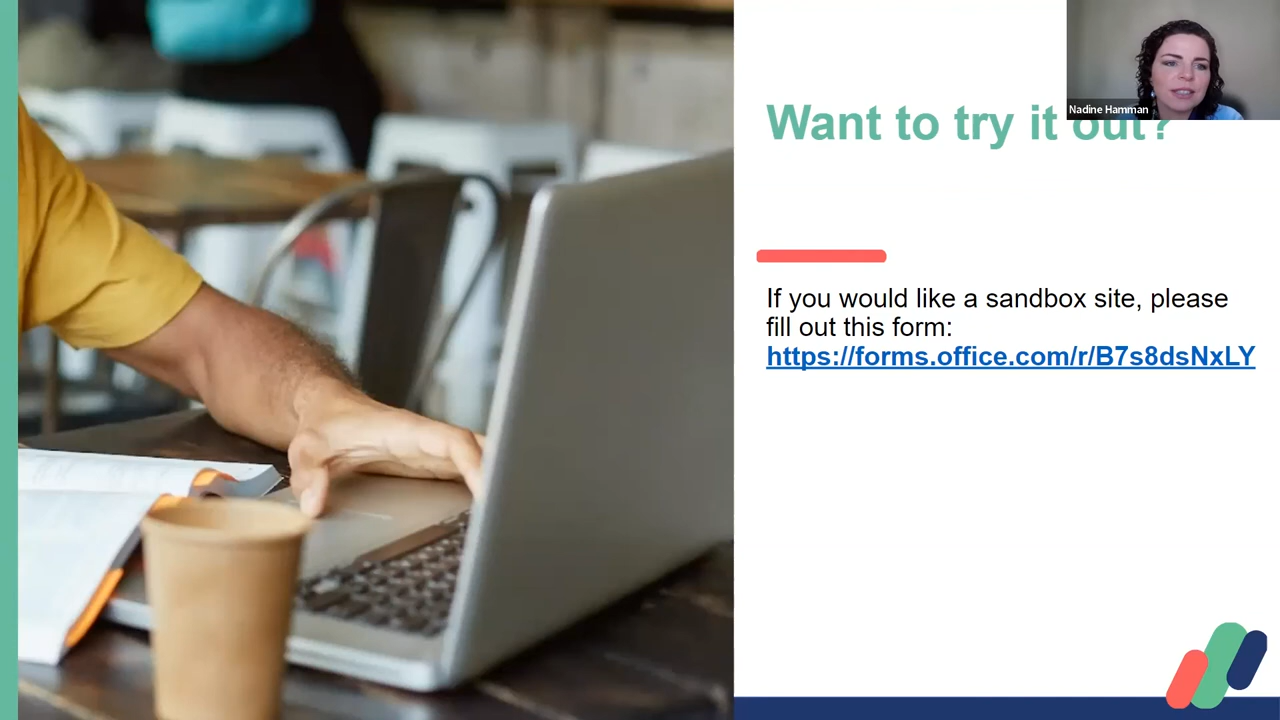 Want to try it out?
Nadine Hamman
If you would like a sandbox site, please
fill out this form:
https://forms.office.com/r/B7s8dsNxLY